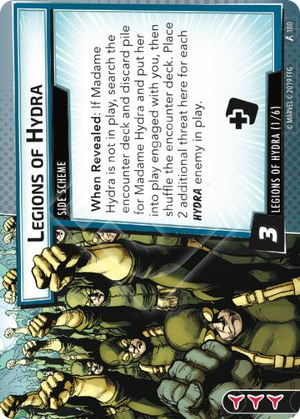 LEGIONS OF HYDRA
SIDE SCHEME
When Revealed: If Madame
Hydra is not in play, search the
encounter deck and discard pile
for Madame Hydra and put her
into play engaged with you, then
shuffle the encounter deck. Place
2 additional threat here for each
HYDRA enemy in play.
3
LEGIONS OF HYDRA (1/6)
© MARVEL © 2019 FFG
180